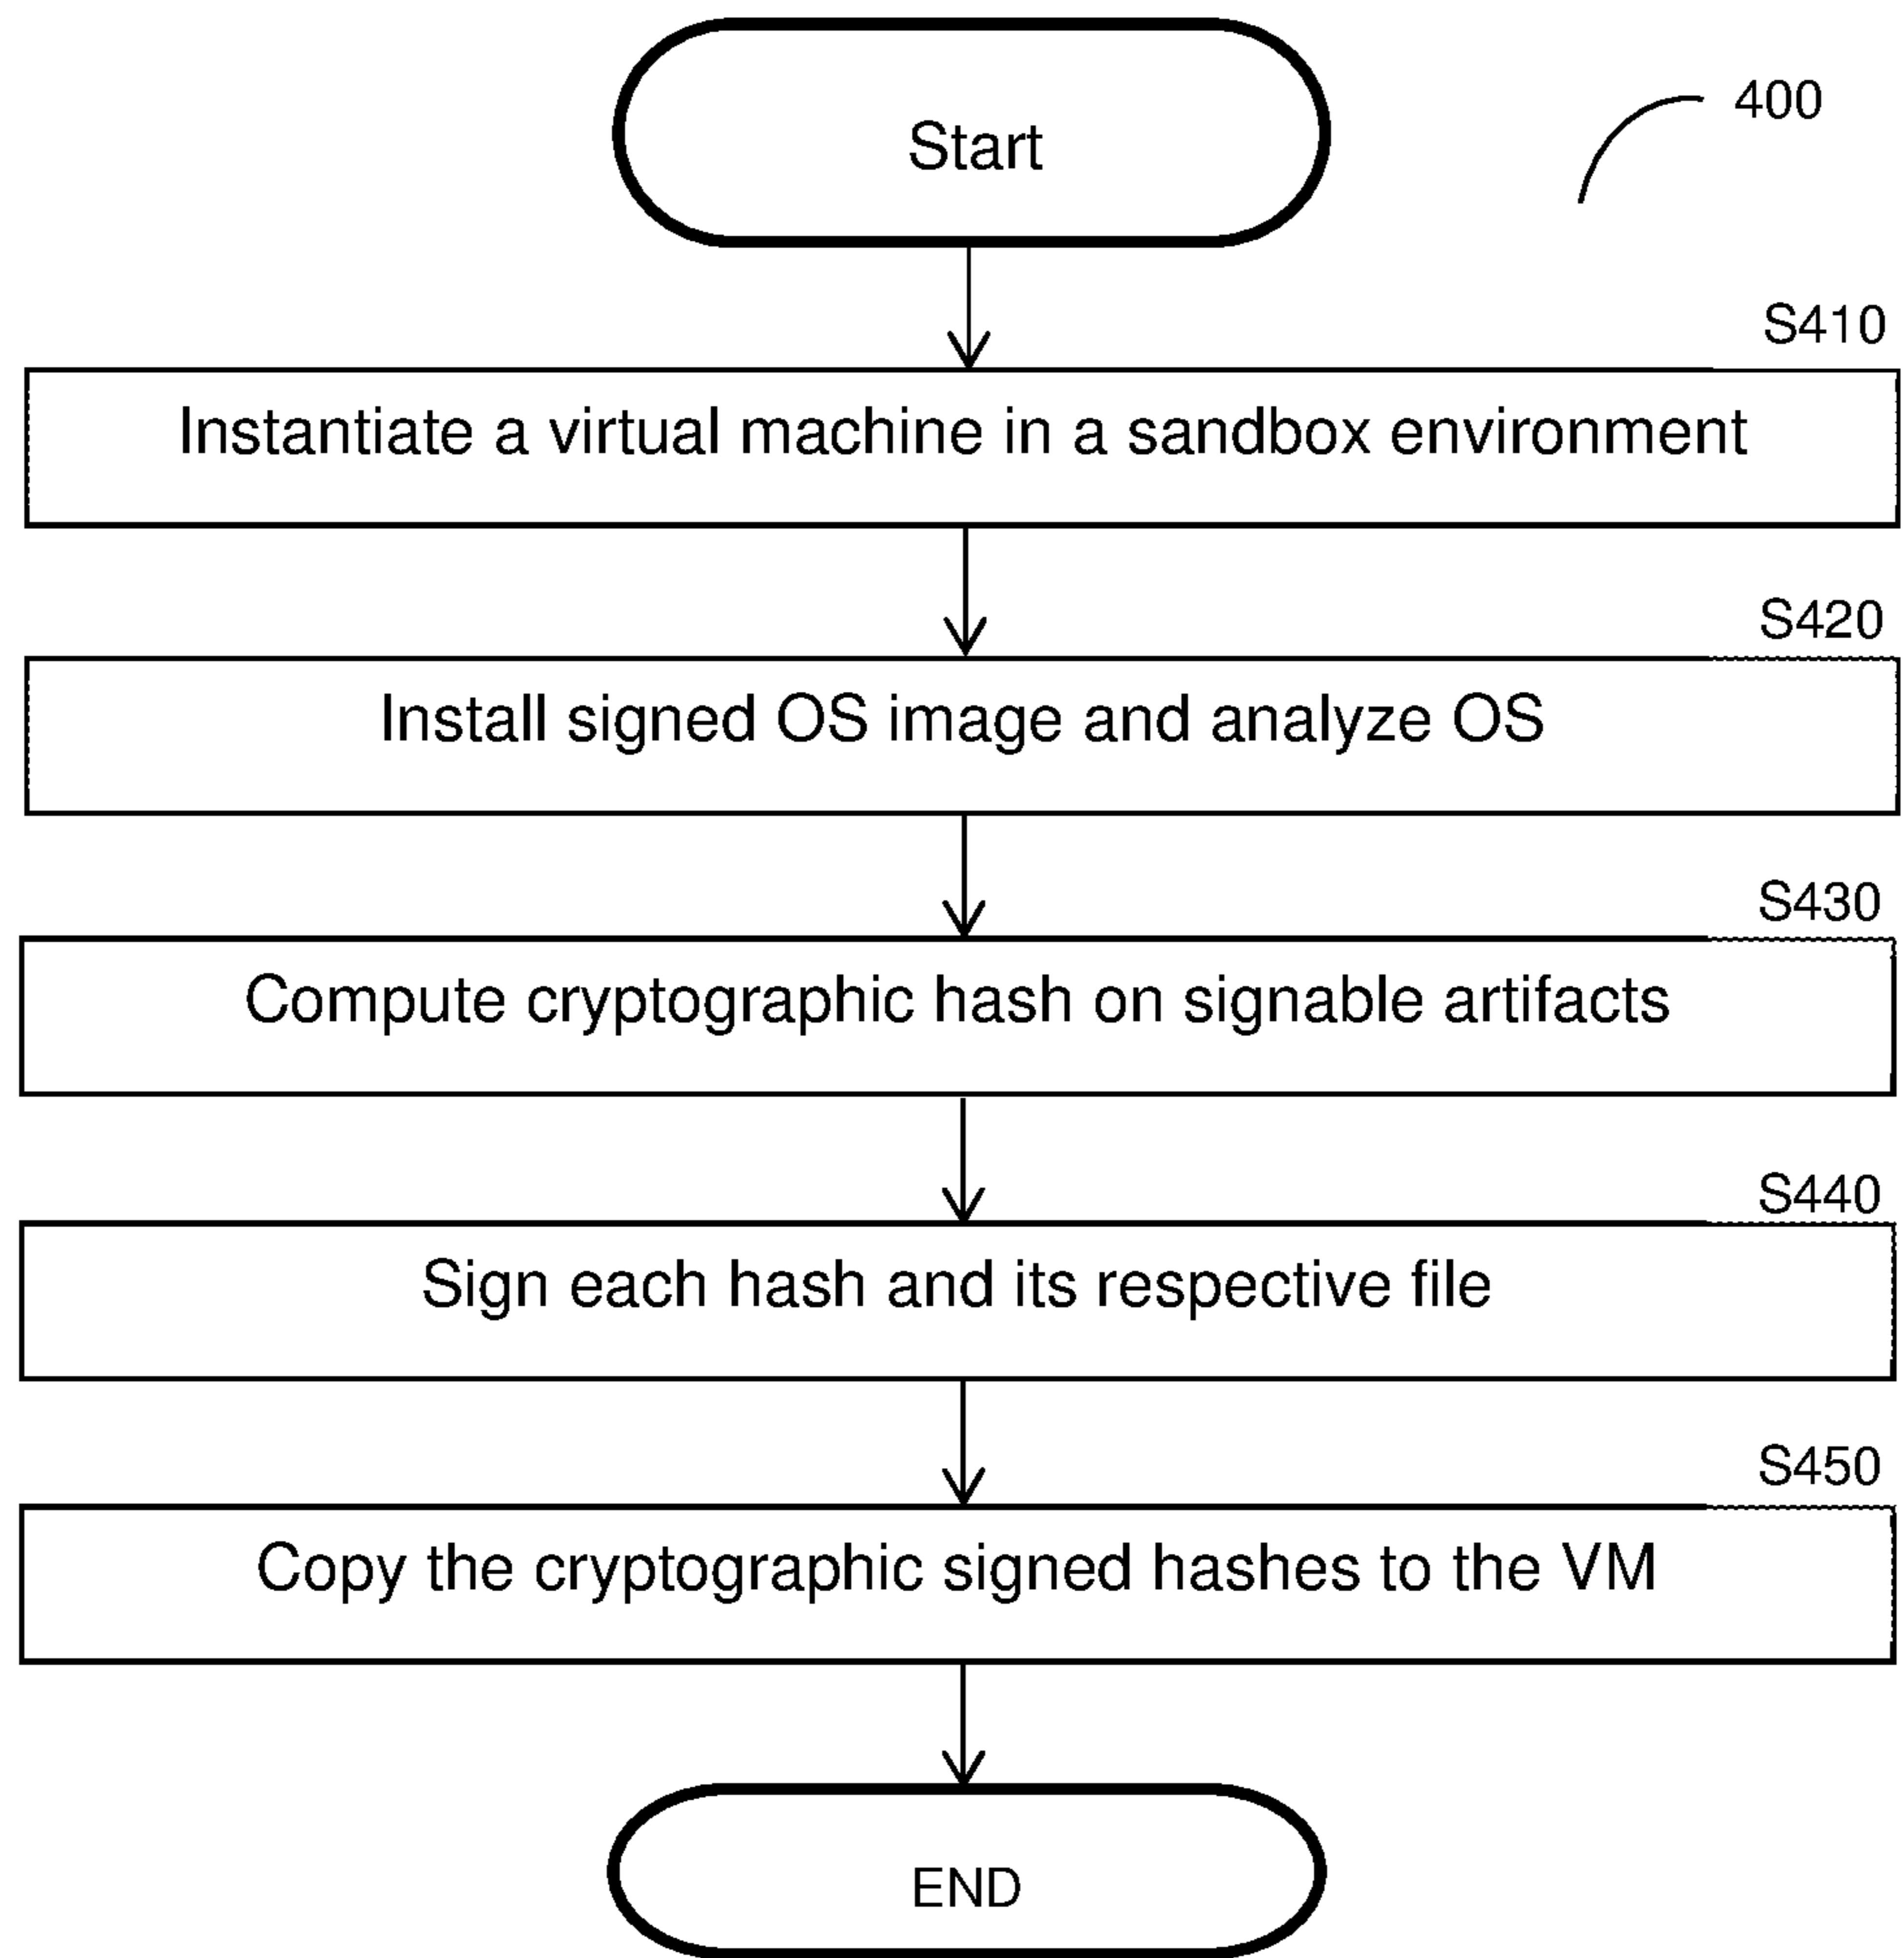 Start
400
S410
Instantiate a virtual machine in a sandbox environment
S420
Install signed OS image and analyze OS
S430
Compute cryptographic hash on signable artifacts
S440
Sign each hash and its respective file
S450
Copy the cryptographic signed hashes to the VM
END